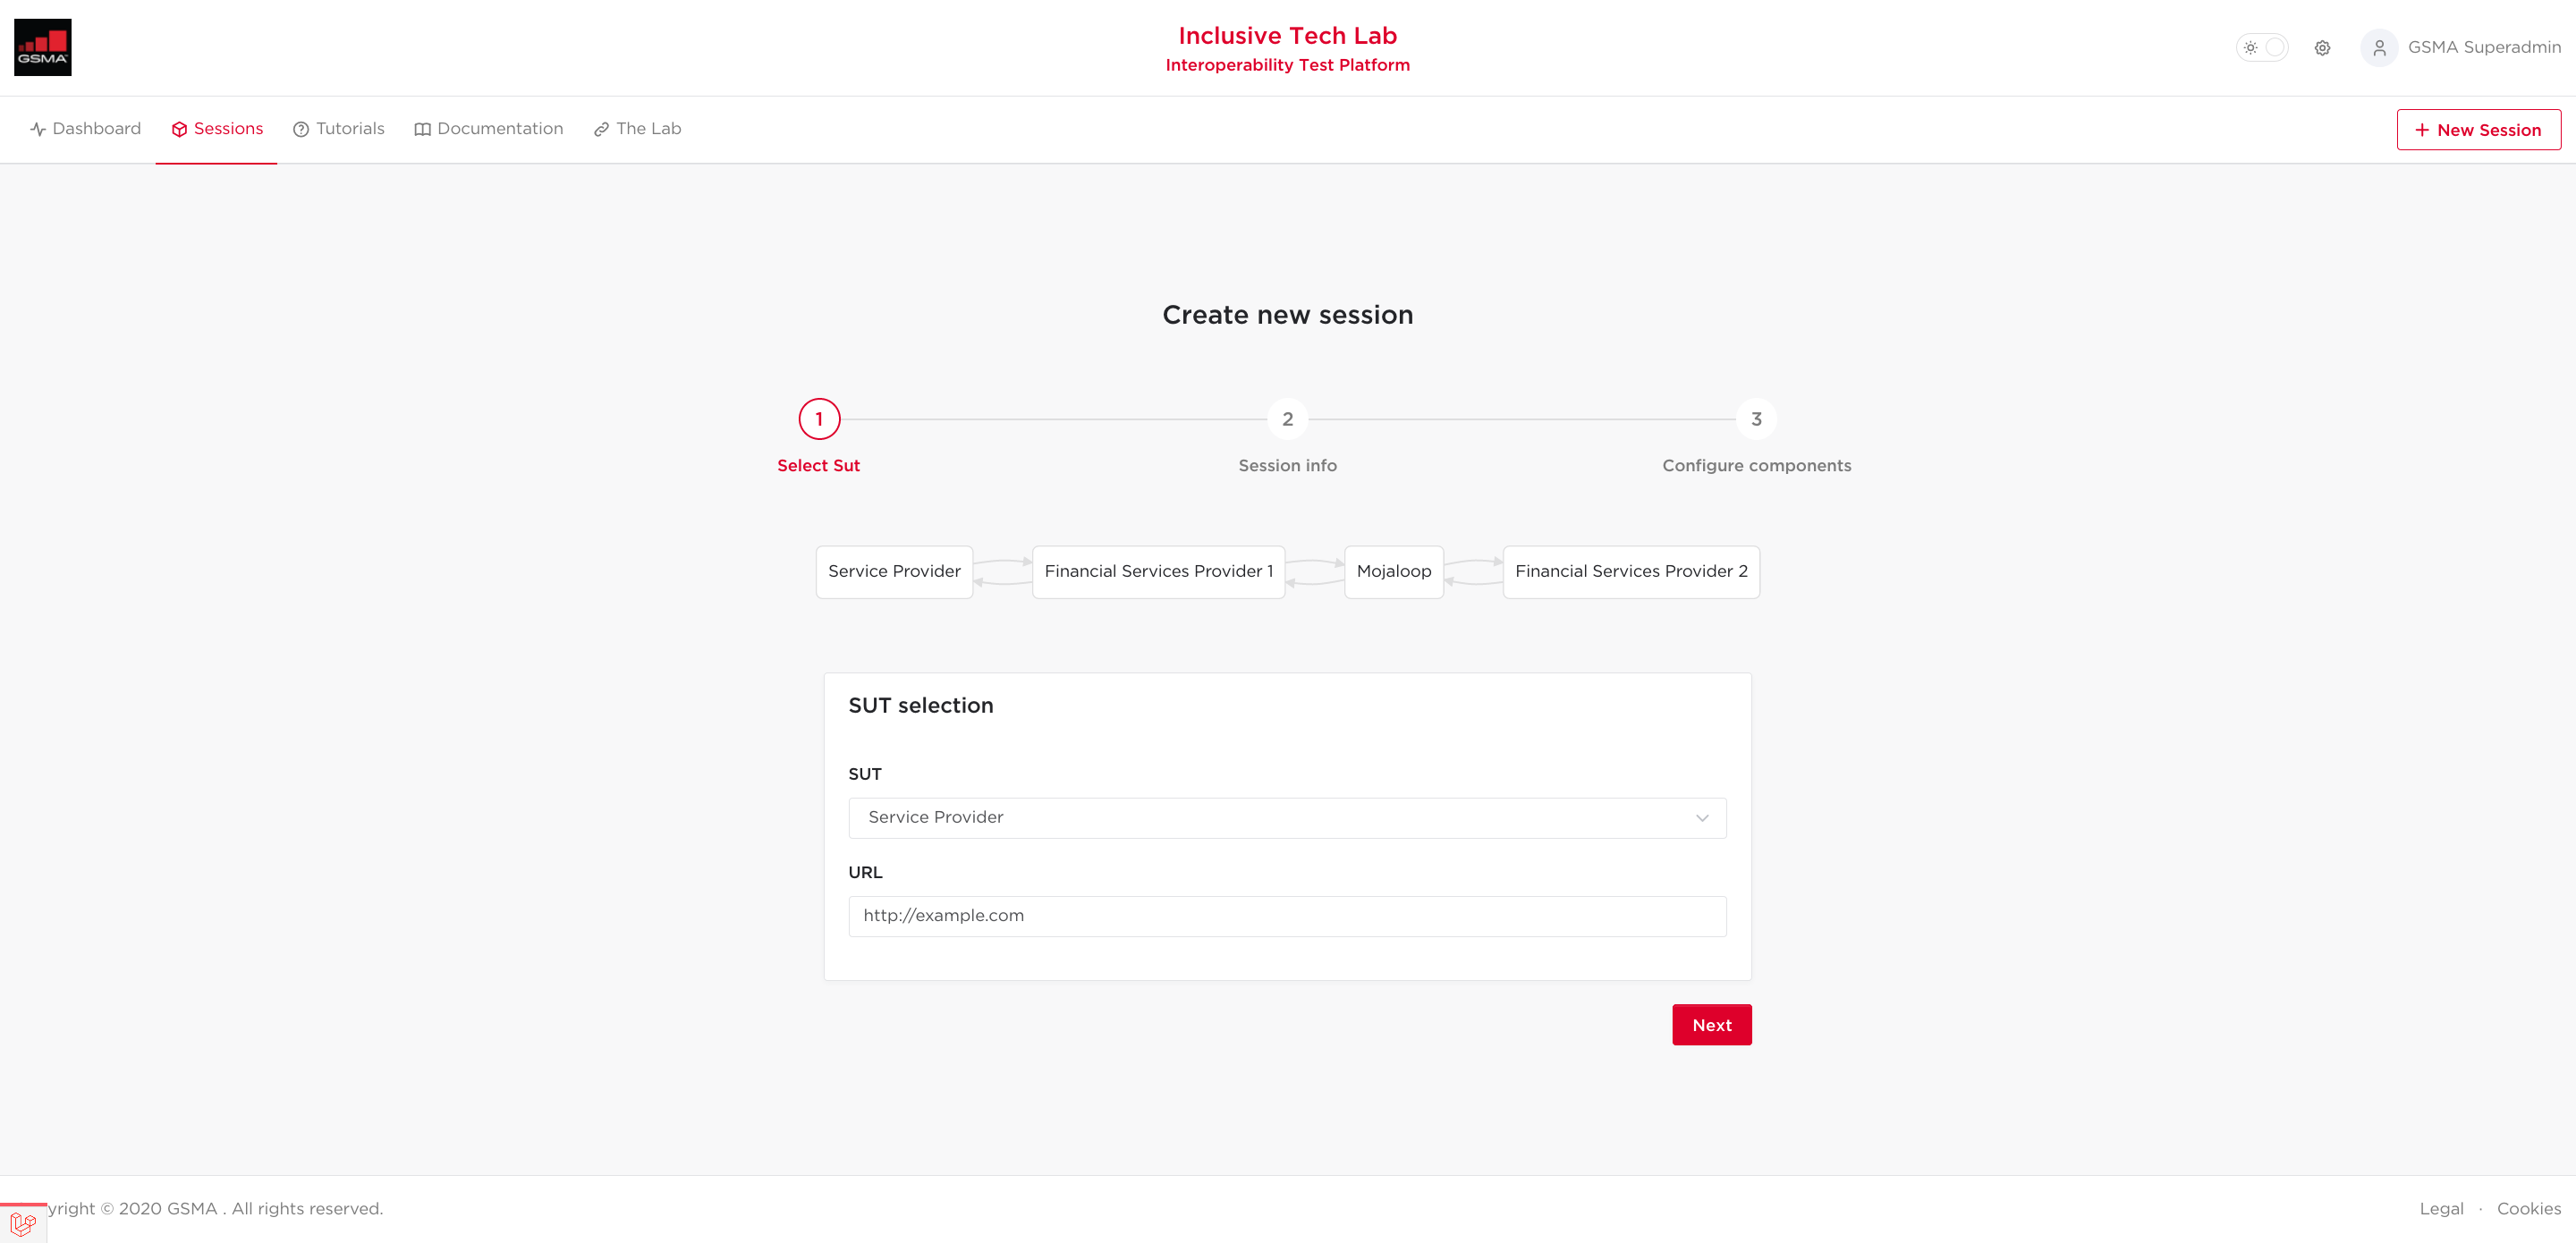 GSMA
Inclusive Tech Lab
Interoperability Test Platform
GSMA Superadmin
Dashboard
Sessions
Tutorials
Documentation
The Lab
+ New Session
Create new session
1
2
3
Select Sut
Session info
Configure components
Service Provider
Financial Services Provider 1
Mojaloop
Financial Services Provider 2
SUT selection
SUT
Service Provider
URL
http://example.com
Next
yright © 2020 GSMA . All rights reserved.
Legal · Cookies